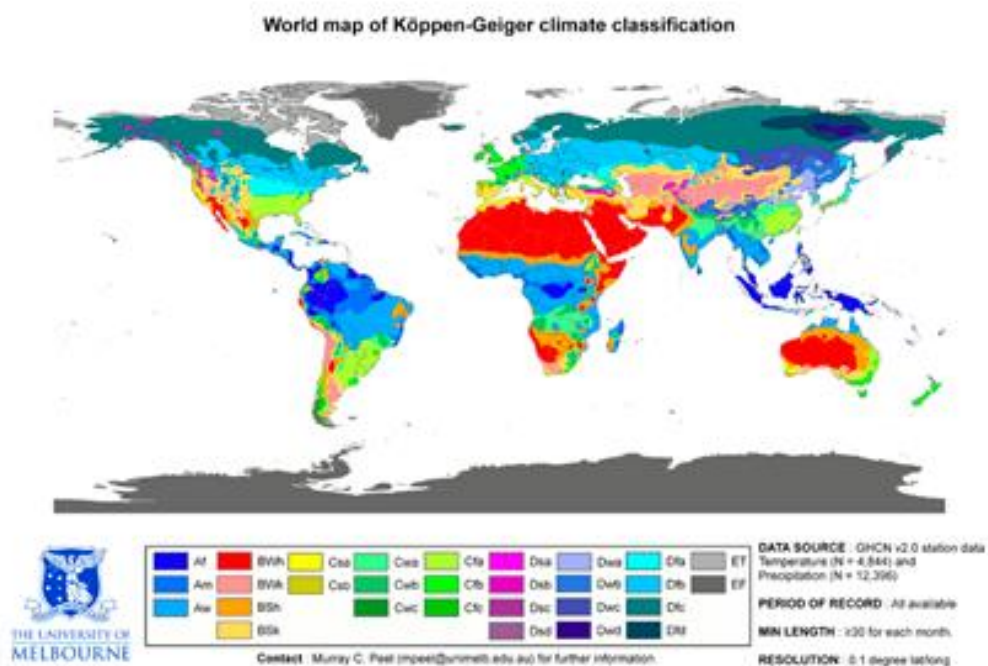 World map of Köppen-Geiger climate classification
Af BWh Csa Cwa Cfa Dsa Dwa Dfa ET
Am BWk Csb Cwb Cfb Dsb Dwb Dfb EF
Aw BSh Cwc Cfc Dsc Dwc Dfc
BSk Dsd Dwd Dfd
DATA SOURCE : GHCN v2.0 station data
Temperature (N = 4,844) and
Precipitation (N = 12,396)
PERIOD OF RECORD : All available
MIN LENGTH : ≥30 for each month.
RESOLUTION : 0.1 degree lat/long
THE UNIVERSITY OF
MELBOURNE
Contact : Murray C. Peel (mpeel@unimelb.edu.au) for further information.